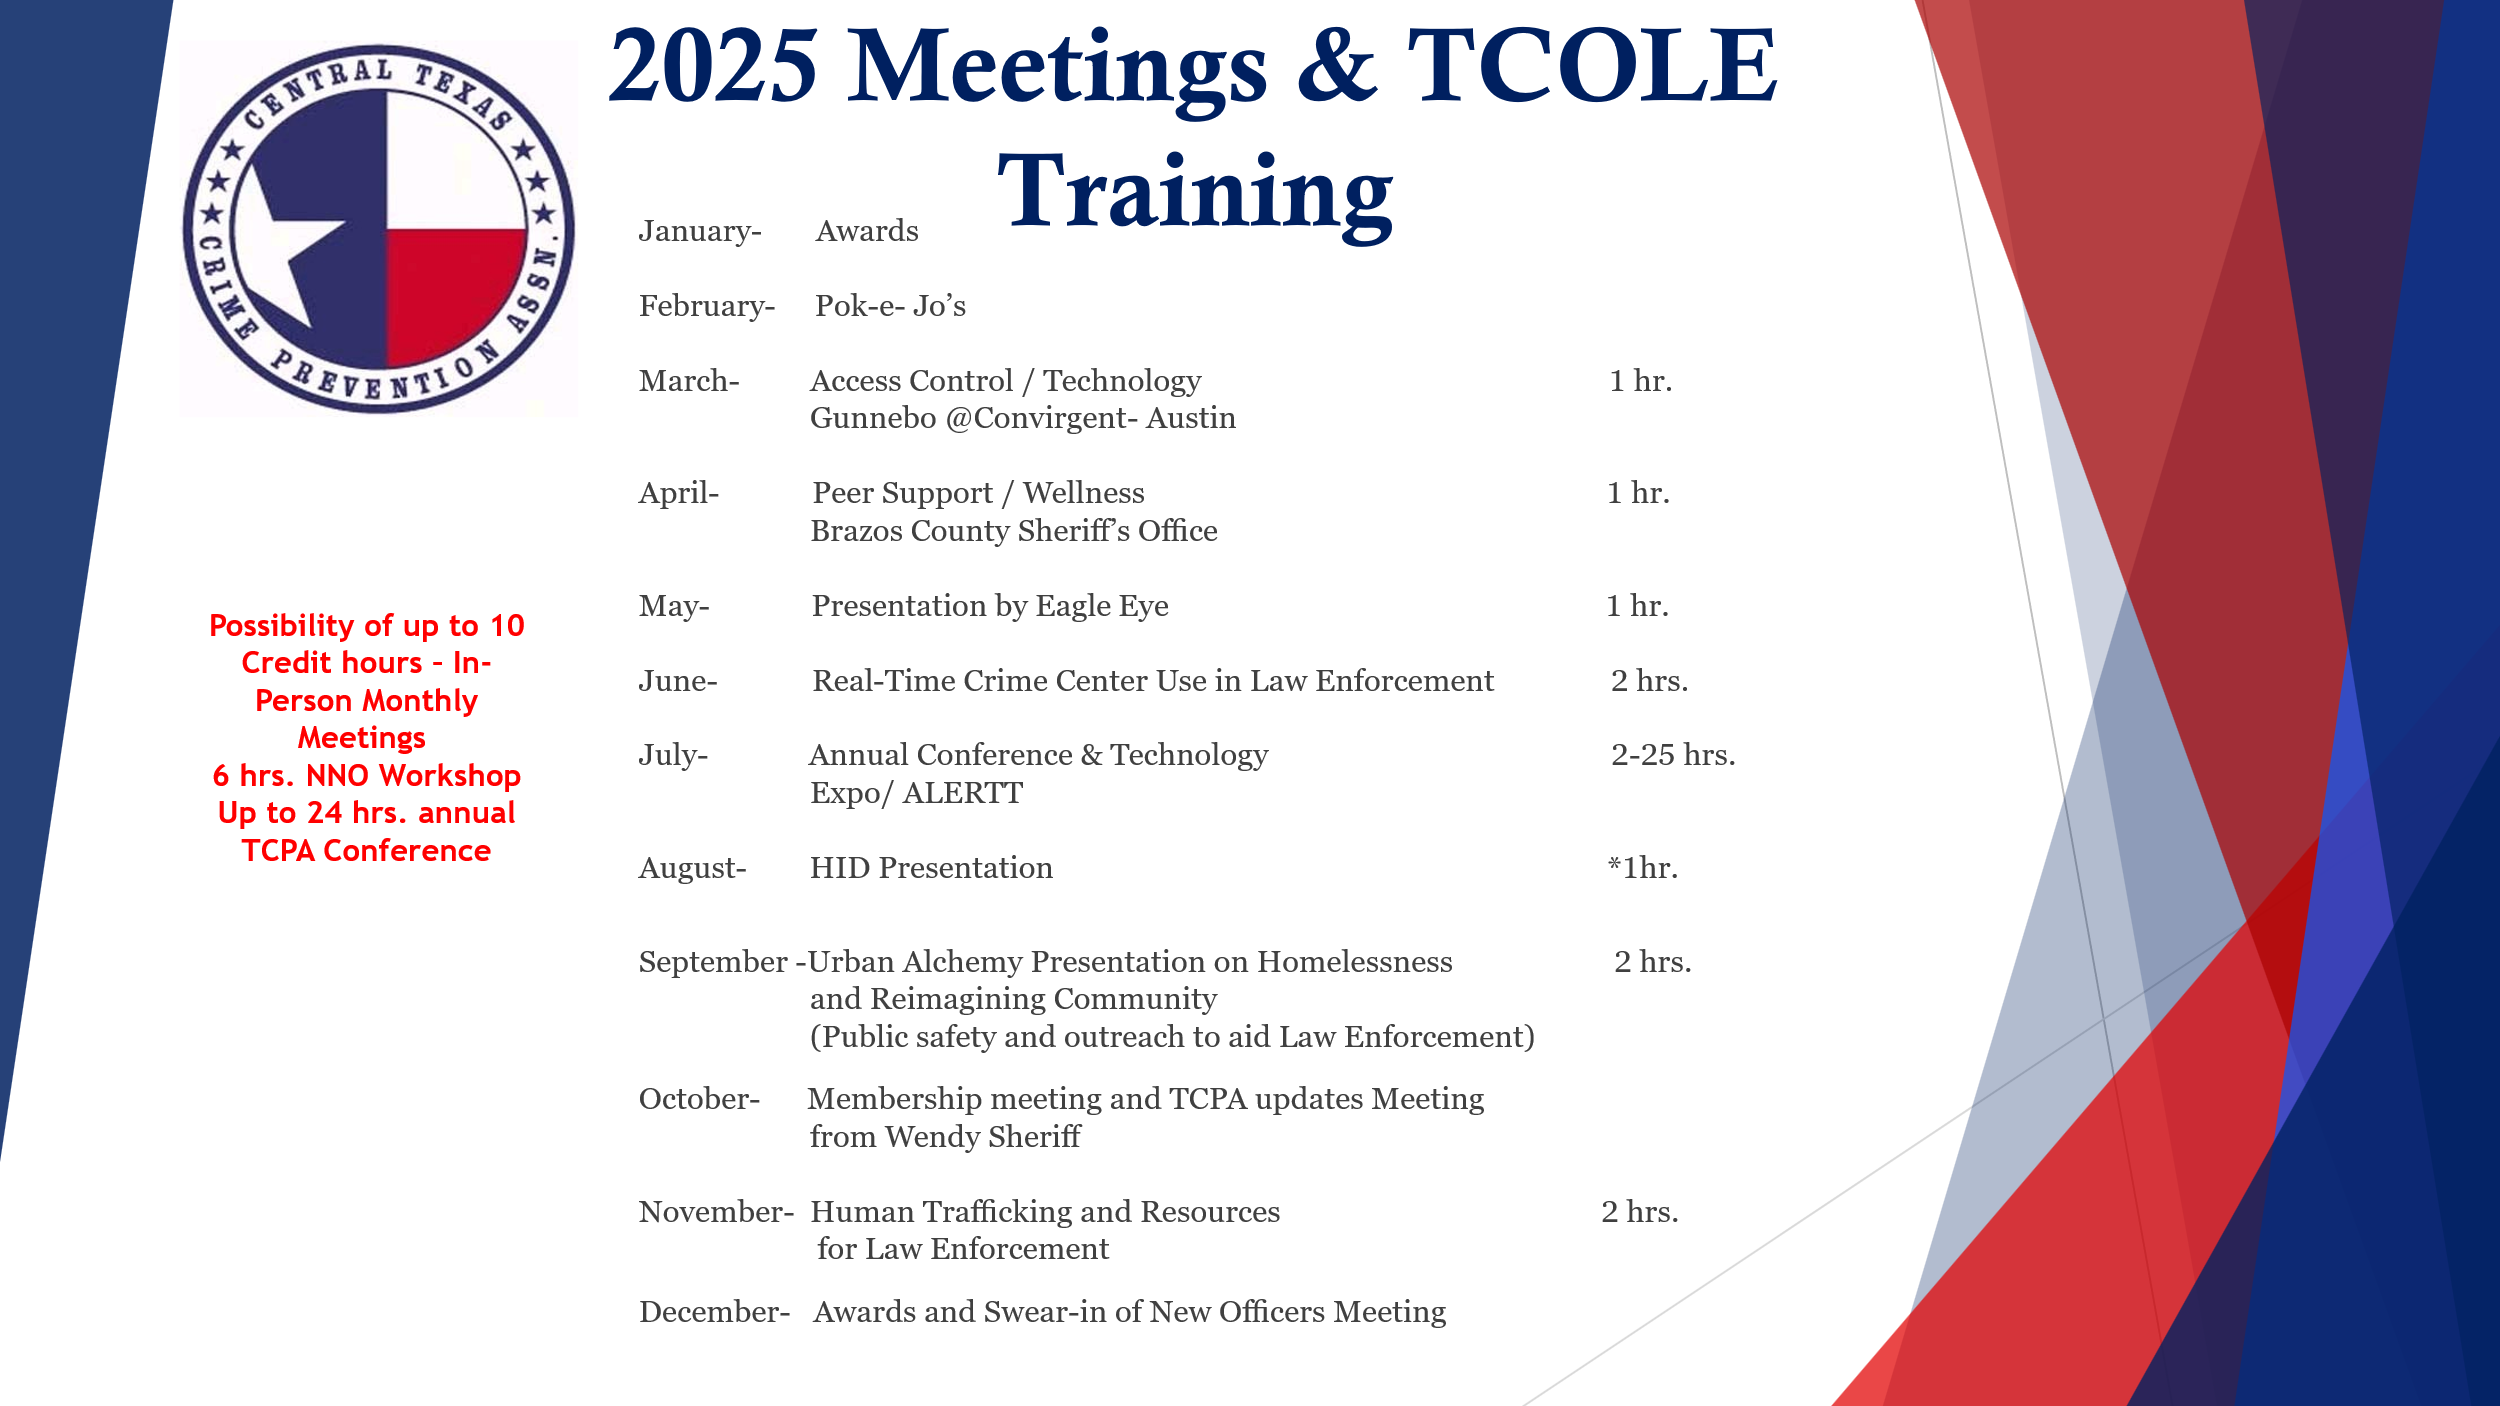 CENTRAL TEXAS
CRIME PREVENTION ASSN.
2025 Meetings & TCOLE
Training
January- Awards
February- Pok-e- Jo’s
March- Access Control / Technology 1 hr.
Gunnebo @Convirgent- Austin
April- Peer Support / Wellness 1 hr.
Brazos County Sheriff’s Office
May- Presentation by Eagle Eye 1 hr.
June- Real-Time Crime Center Use in Law Enforcement 2 hrs.
July- Annual Conference & Technology 2-25 hrs.
Expo/ ALERTT
August- HID Presentation *1hr.
September -Urban Alchemy Presentation on Homelessness 2 hrs.
and Reimagining Community
(Public safety and outreach to aid Law Enforcement)
October- Membership meeting and TCPA updates Meeting
from Wendy Sheriff
November- Human Trafficking and Resources 2 hrs.
for Law Enforcement
December- Awards and Swear-in of New Officers Meeting
Possibility of up to 10
Credit hours – In-
Person Monthly
Meetings
6 hrs. NNO Workshop
Up to 24 hrs. annual
TCPA Conference